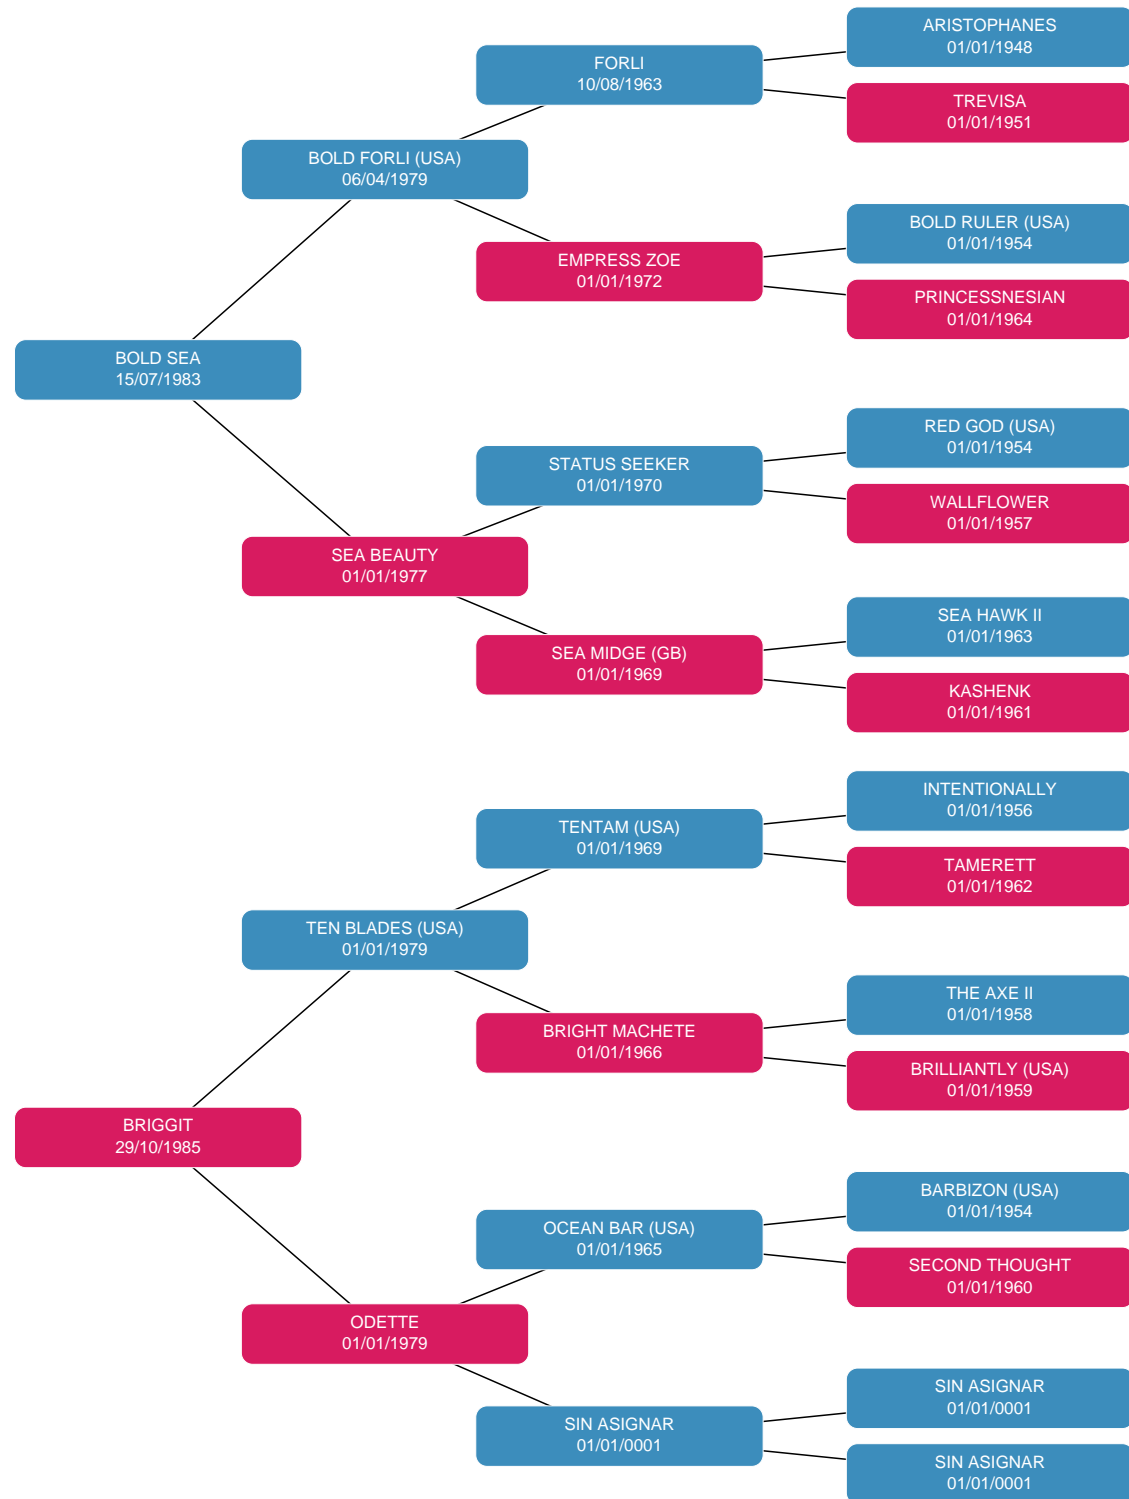 ARISTOPHANES
01/01/1948
FORLI
10/08/1963
TREVISA
01/01/1951
BOLD FORLI (USA)
06/04/1979
BOLD RULER (USA)
01/01/1954
EMPRESS ZOE
01/01/1972
PRINCESSNESIAN
01/01/1964
BOLD SEA
15/07/1983
RED GOD (USA)
01/01/1954
STATUS SEEKER
01/01/1970
WALLFLOWER
01/01/1957
SEA BEAUTY
01/01/1977
SEA HAWK II
01/01/1963
SEA MIDGE (GB)
01/01/1969
KASHENK
01/01/1961
INTENTIONALLY
01/01/1956
TENTAM (USA)
01/01/1969
TAMERETT
01/01/1962
TEN BLADES (USA)
01/01/1979
THE AXE II
01/01/1958
BRIGHT MACHETE
01/01/1966
BRILLIANTLY (USA)
01/01/1959
BRIGGIT
29/10/1985
BARBIZON (USA)
01/01/1954
OCEAN BAR (USA)
01/01/1965
SECOND THOUGHT
01/01/1960
ODETTE
01/01/1979
SIN ASIGNAR
01/01/0001
SIN ASIGNAR
01/01/0001
SIN ASIGNAR
01/01/0001